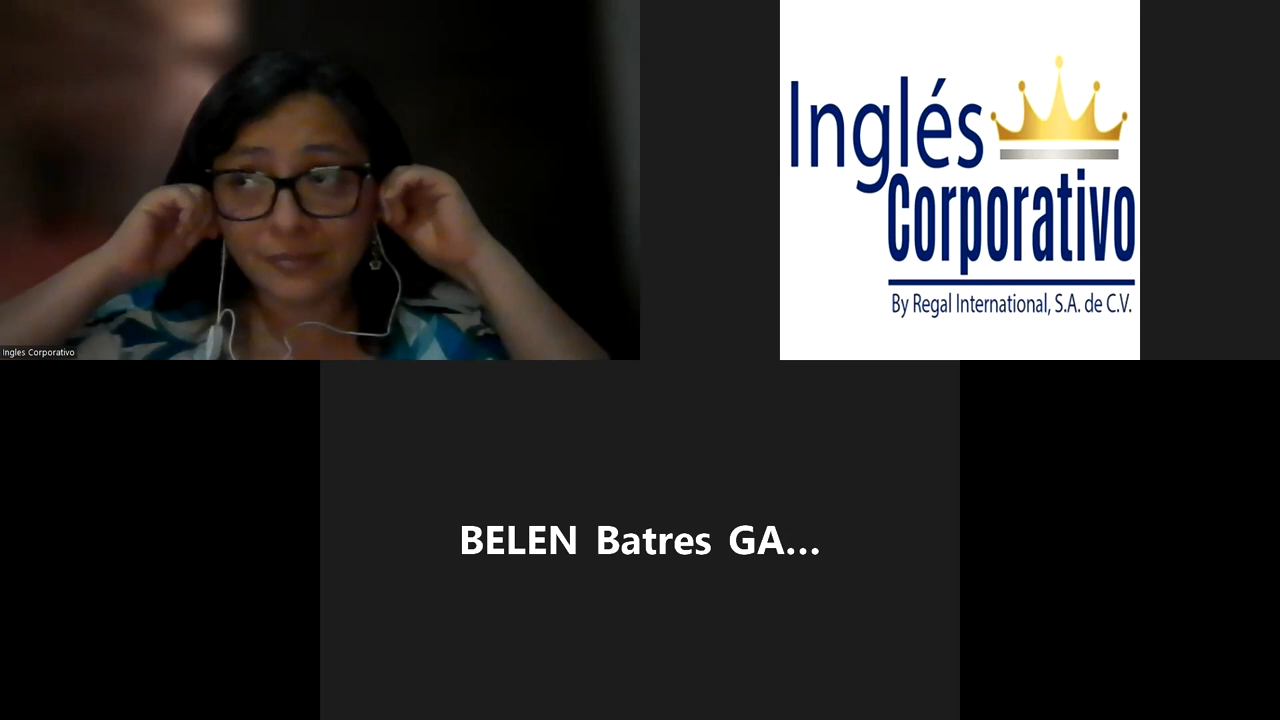 Ingles Corporativo
Inglés
Corporativo
By Regal International, S.A. de C.V.
BELEN Batres GA...